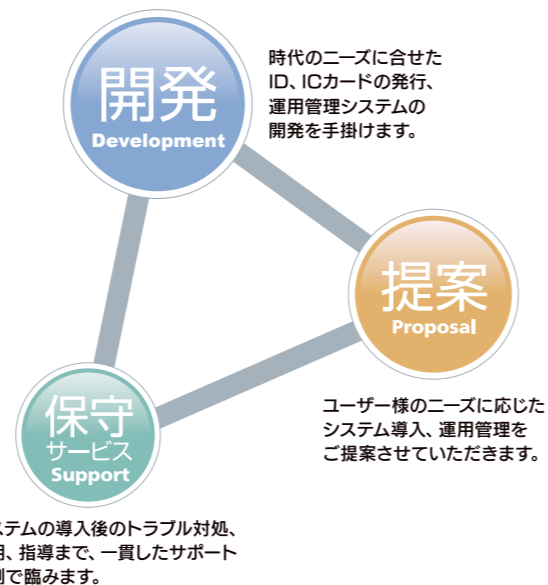 開発
Development
時代のニーズに合せた
ID、ICカードの発行、
運用管理システムの
開発を手掛けます。
提案
Proposal
ユーザー様のニーズに応じた
システム導入、運用管理を
ご提案させていただきます。
保守
サービス
Support
ステムの導入後のトラブル対処、
、指導まで、一貫したサポート
で臨みます。